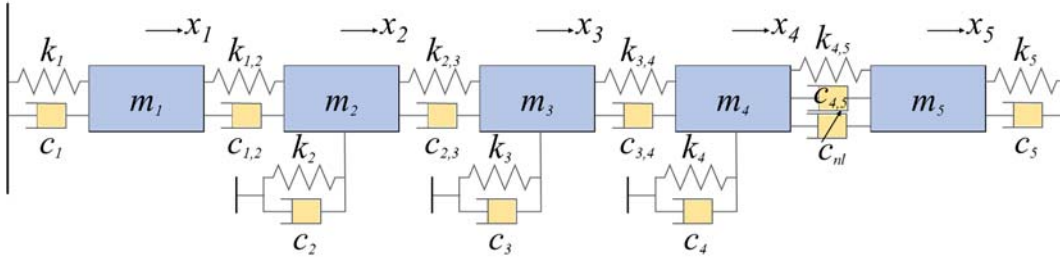 x1 x2 x3 x4 x5
k1 k1,2 k2,3 k3,4 k4,5 k5
m1 m2 m3 m4 m5
c4,5
c1 c1,2 c2,3 c3,4 cnl c5
k2 k3 k4
c2 c3 c4